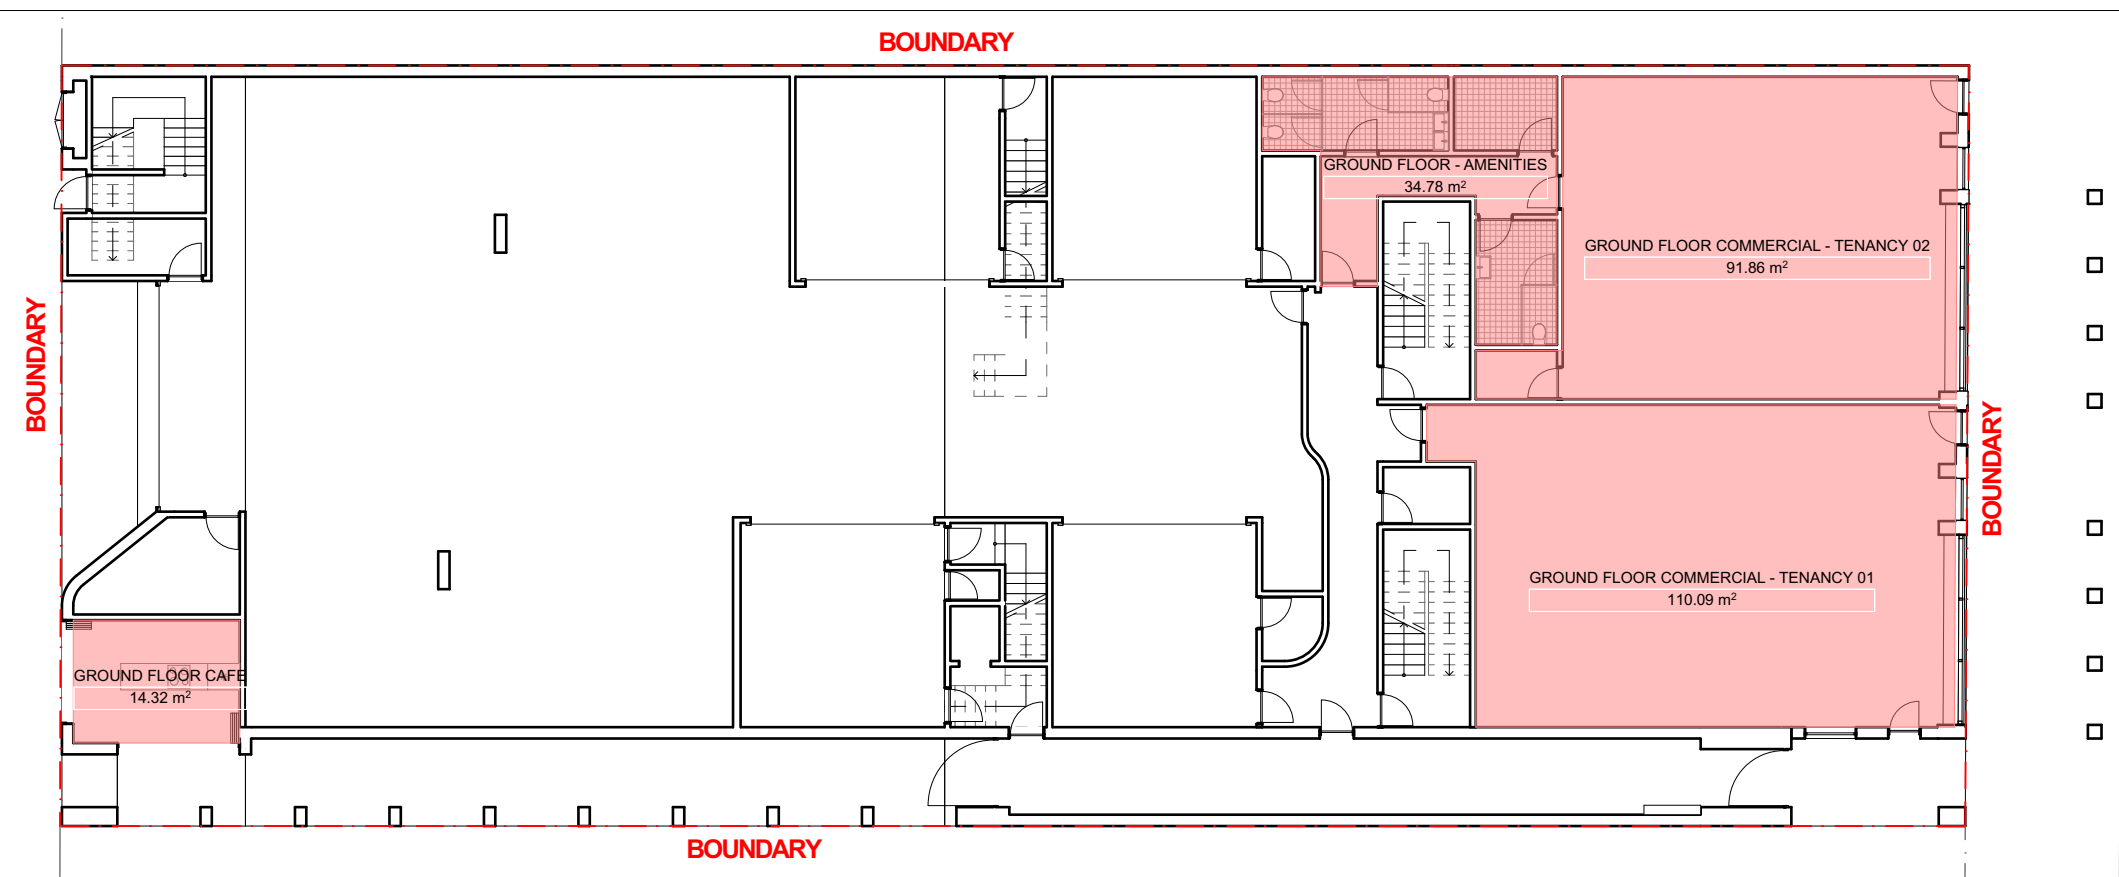 BOUNDARY
GROUND FLOOR - AMENITIES
34.78 m²
GROUND FLOOR COMMERCIAL - TENANCY 02
91.86 m²
BOUNDARY
BOUNDARY
GROUND FLOOR COMMERCIAL - TENANCY 01
110.09 m²
GROUND FLOOR CAFE
14.32 m²
BOUNDARY